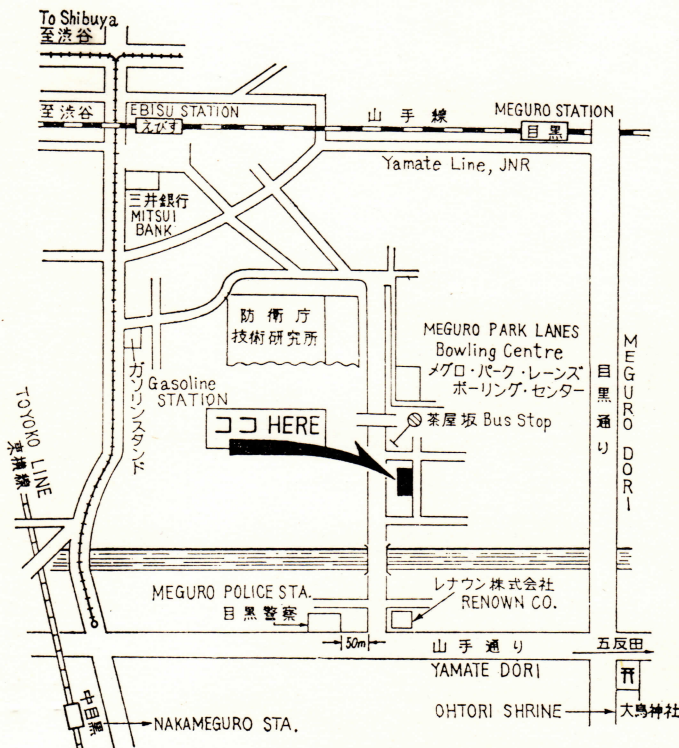 To Shibuya
至渋谷
至渋谷
EBISU STATION
えびす
山手線
MEGURO STATION
目黒
Yamate Line, JNR
三井銀行
MITSUI
BANK
防衛庁
技術研究所
MEGURO PARK LANES
Bowling Centre
メグロ・パーク・レーンズ
ボーリング・センター
目黒通り
MEGURO DORI
ガソリンスタンド
Gasoline
STATION
ココ HERE
茶屋坂 Bus Stop
TOYOKO LINE
東横線
MEGURO POLICE STA.
目黒警察
レナウン株式会社
RENOWN CO.
50m
山手通り
YAMATE DORI
五反田
中目黒
NAKAMEGURO STA.
OHTORI SHRINE
大鳥神社